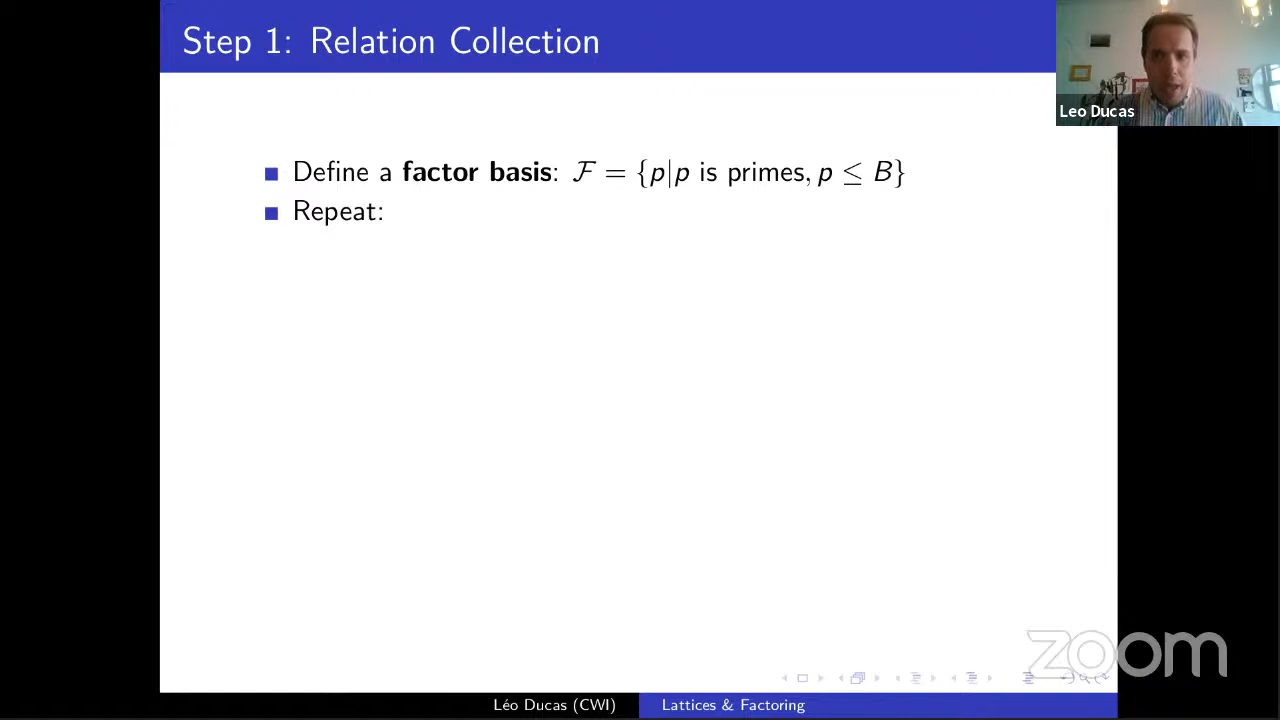 Step 1: Relation Collection
Leo Ducas
Define a factor basis: ℱ = {p|p is primes, p ≤ B}
Repeat:
zoom
Léo Ducas (CWI)
Lattices & Factoring